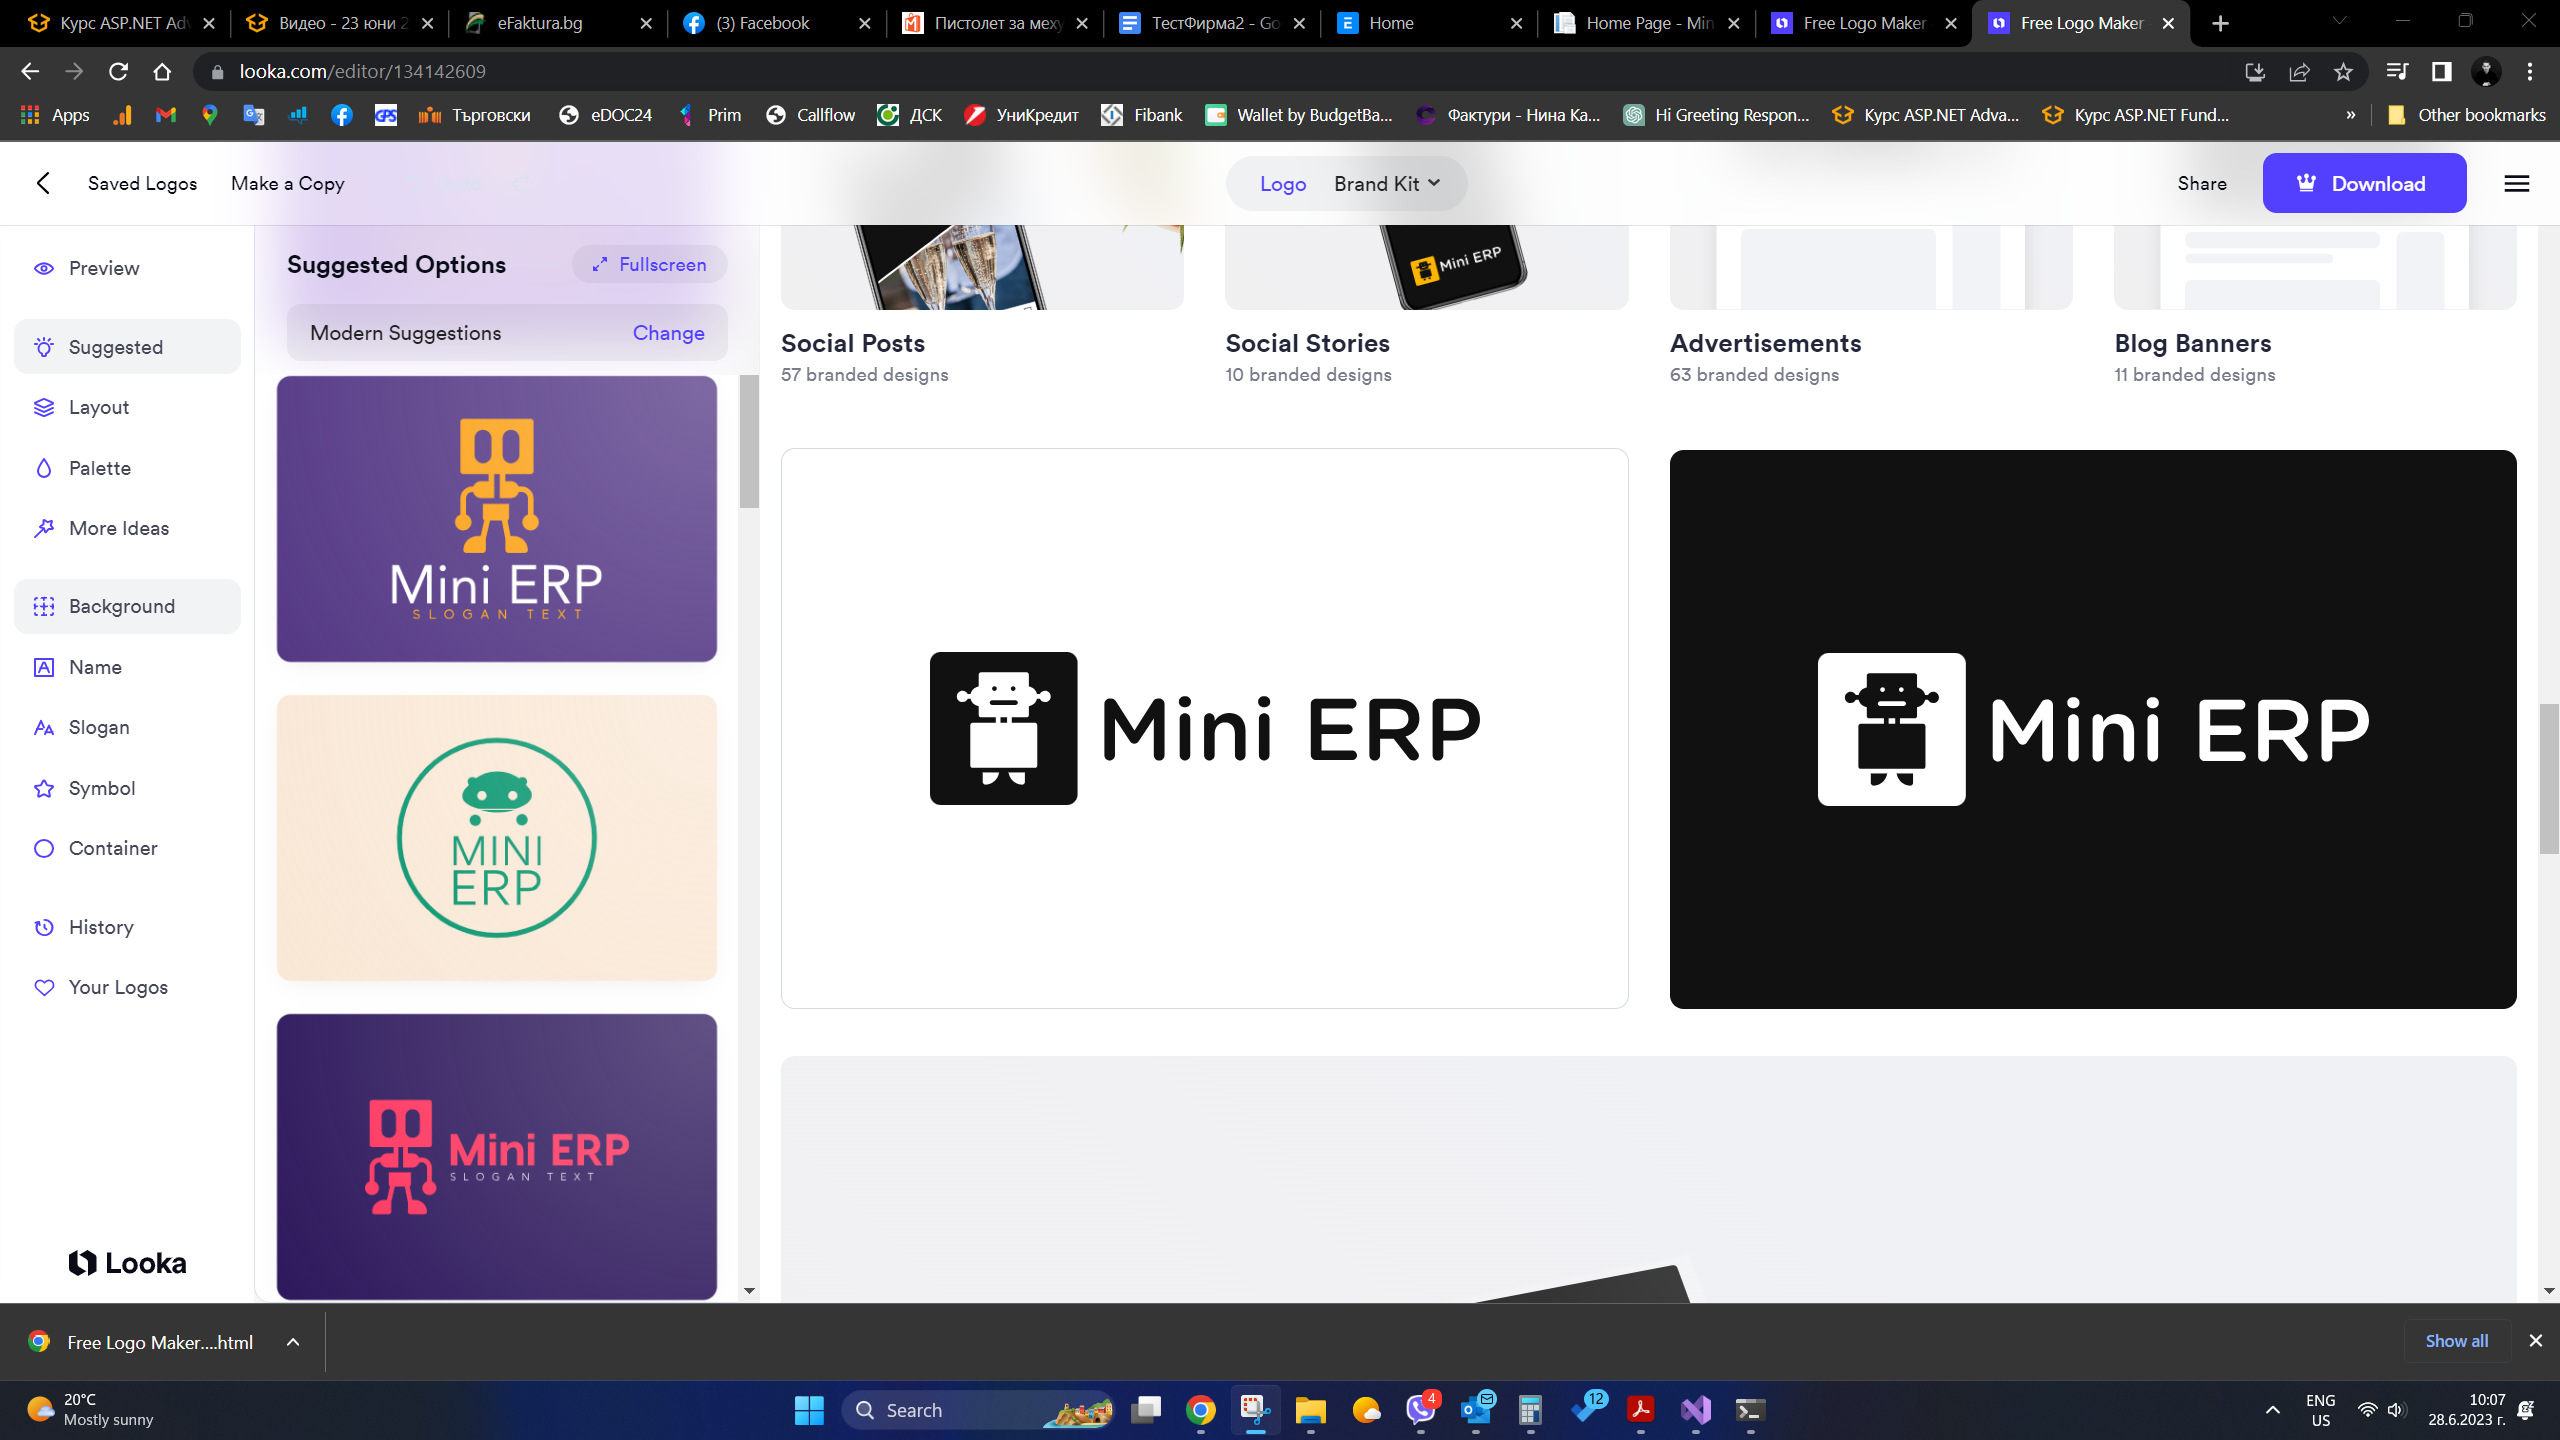 Курс ASP.NET Adv
Видео - 23 юни 2
eFaktura.bg
(3) Facebook
Пистолет за меху
ТестФирма2 - Go
Home
Home Page - Min
Free Logo Maker
Free Logo Maker -
looka.com/editor/134142609
Apps
GPS
Търговски
eDOC24
Prim
Callflow
ДСК
УниКредит
Fibank
Wallet by BudgetBa...
Фактури - Нина Ка...
Hi Greeting Respon...
Курс ASP.NET Adva...
Курс ASP.NET Fund...
»
Other bookmarks
Saved Logos
Make a Copy
Logo
Brand Kit
Share
Download
Preview
Suggested
Layout
Palette
More Ideas
Background
Name
Slogan
Symbol
Container
History
Your Logos
Looka
Suggested Options
Fullscreen
Modern Suggestions
Change
Mini ERP
SLOGAN TEXT
MINI
ERP
Mini ERP
SLOGAN TEXT
Mini ERP
Social Posts
57 branded designs
Social Stories
10 branded designs
Advertisements
63 branded designs
Blog Banners
11 branded designs
Mini ERP
Mini ERP
Free Logo Maker....html
Show all
20°C
Mostly sunny
Search
4
12
ENG
US
10:07
28.6.2023 г.